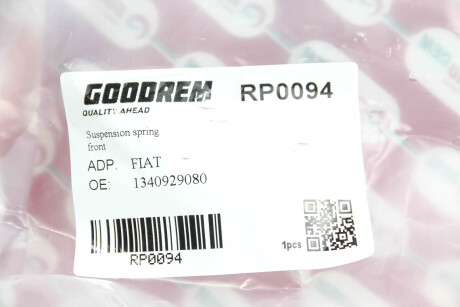 GOODREM RP0094
QUALITY AHEAD
Suspension spring
front
ADP. FIAT
OE: 1340929080
1pcs
RP0094